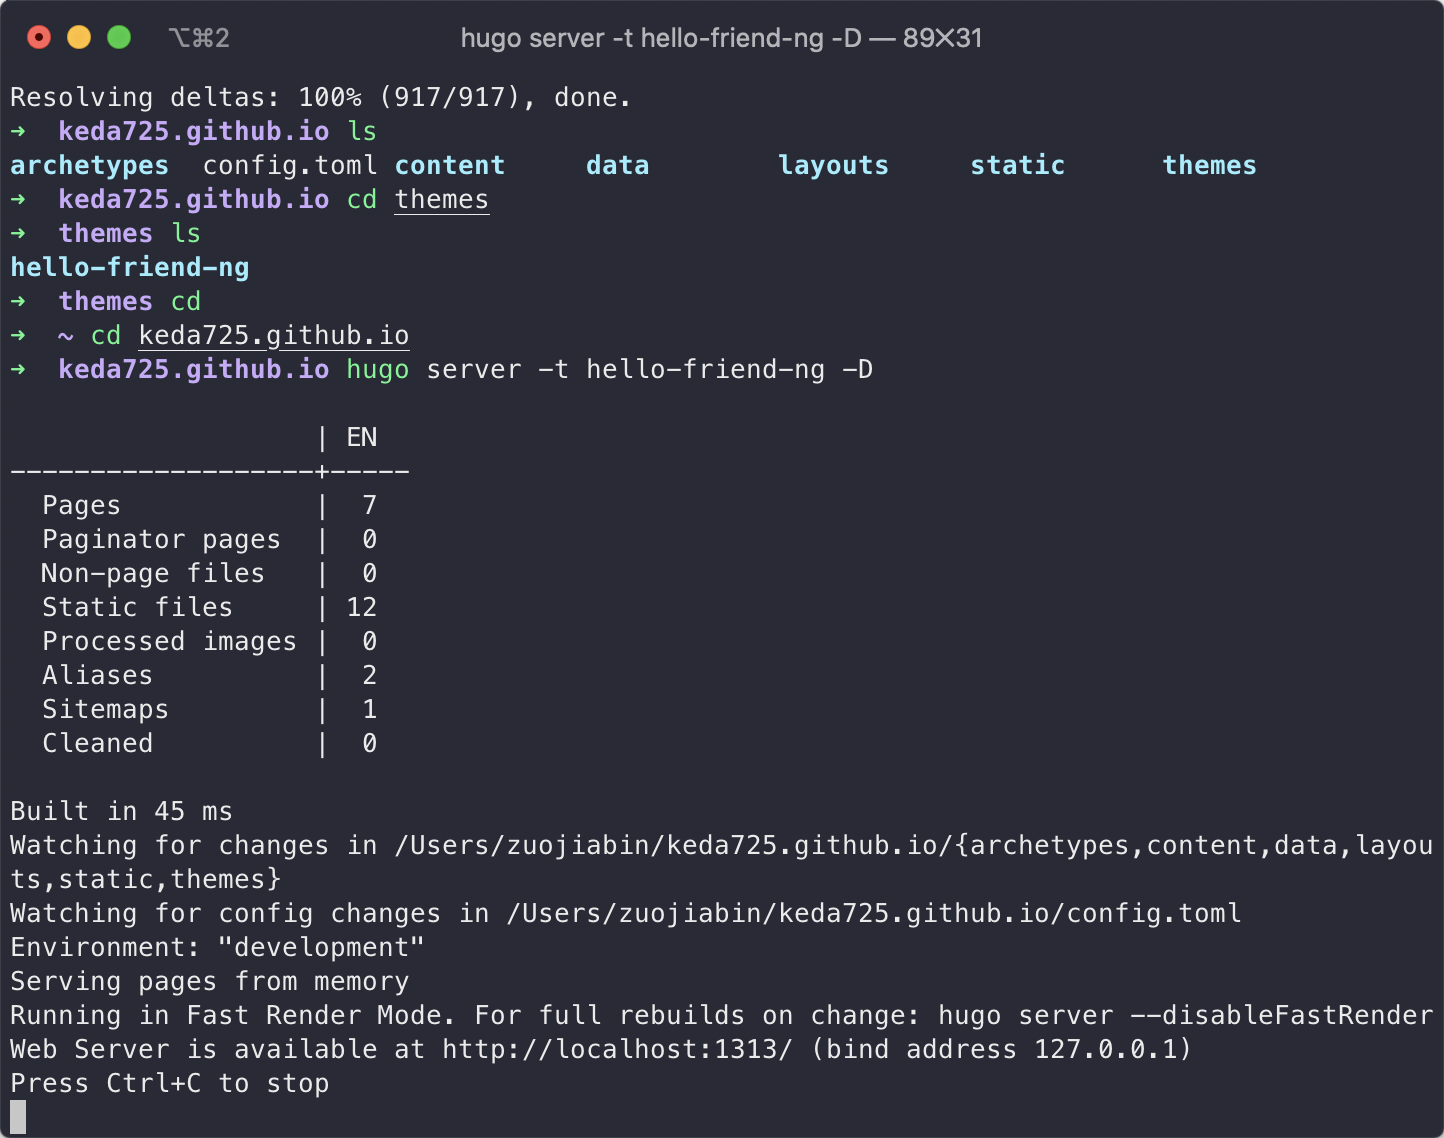 ⌥⌘2 hugo server -t hello-friend-ng -D — 89✕31
Resolving deltas: 100% (917/917), done.
➜  keda725.github.io ls
archetypes  config.toml content     data        layouts     static      themes
➜  keda725.github.io cd themes
➜  themes ls
hello-friend-ng
➜  themes cd
➜  ~ cd keda725.github.io
➜  keda725.github.io hugo server -t hello-friend-ng -D
                   | EN
-------------------+-----
  Pages            |  7
  Paginator pages  |  0
  Non-page files   |  0
  Static files     | 12
  Processed images |  0
  Aliases          |  2
  Sitemaps         |  1
  Cleaned          |  0
Built in 45 ms
Watching for changes in /Users/zuojiabin/keda725.github.io/{archetypes,content,data,layou
ts,static,themes}
Watching for config changes in /Users/zuojiabin/keda725.github.io/config.toml
Environment: "development"
Serving pages from memory
Running in Fast Render Mode. For full rebuilds on change: hugo server --disableFastRender
Web Server is available at http://localhost:1313/ (bind address 127.0.0.1)
Press Ctrl+C to stop